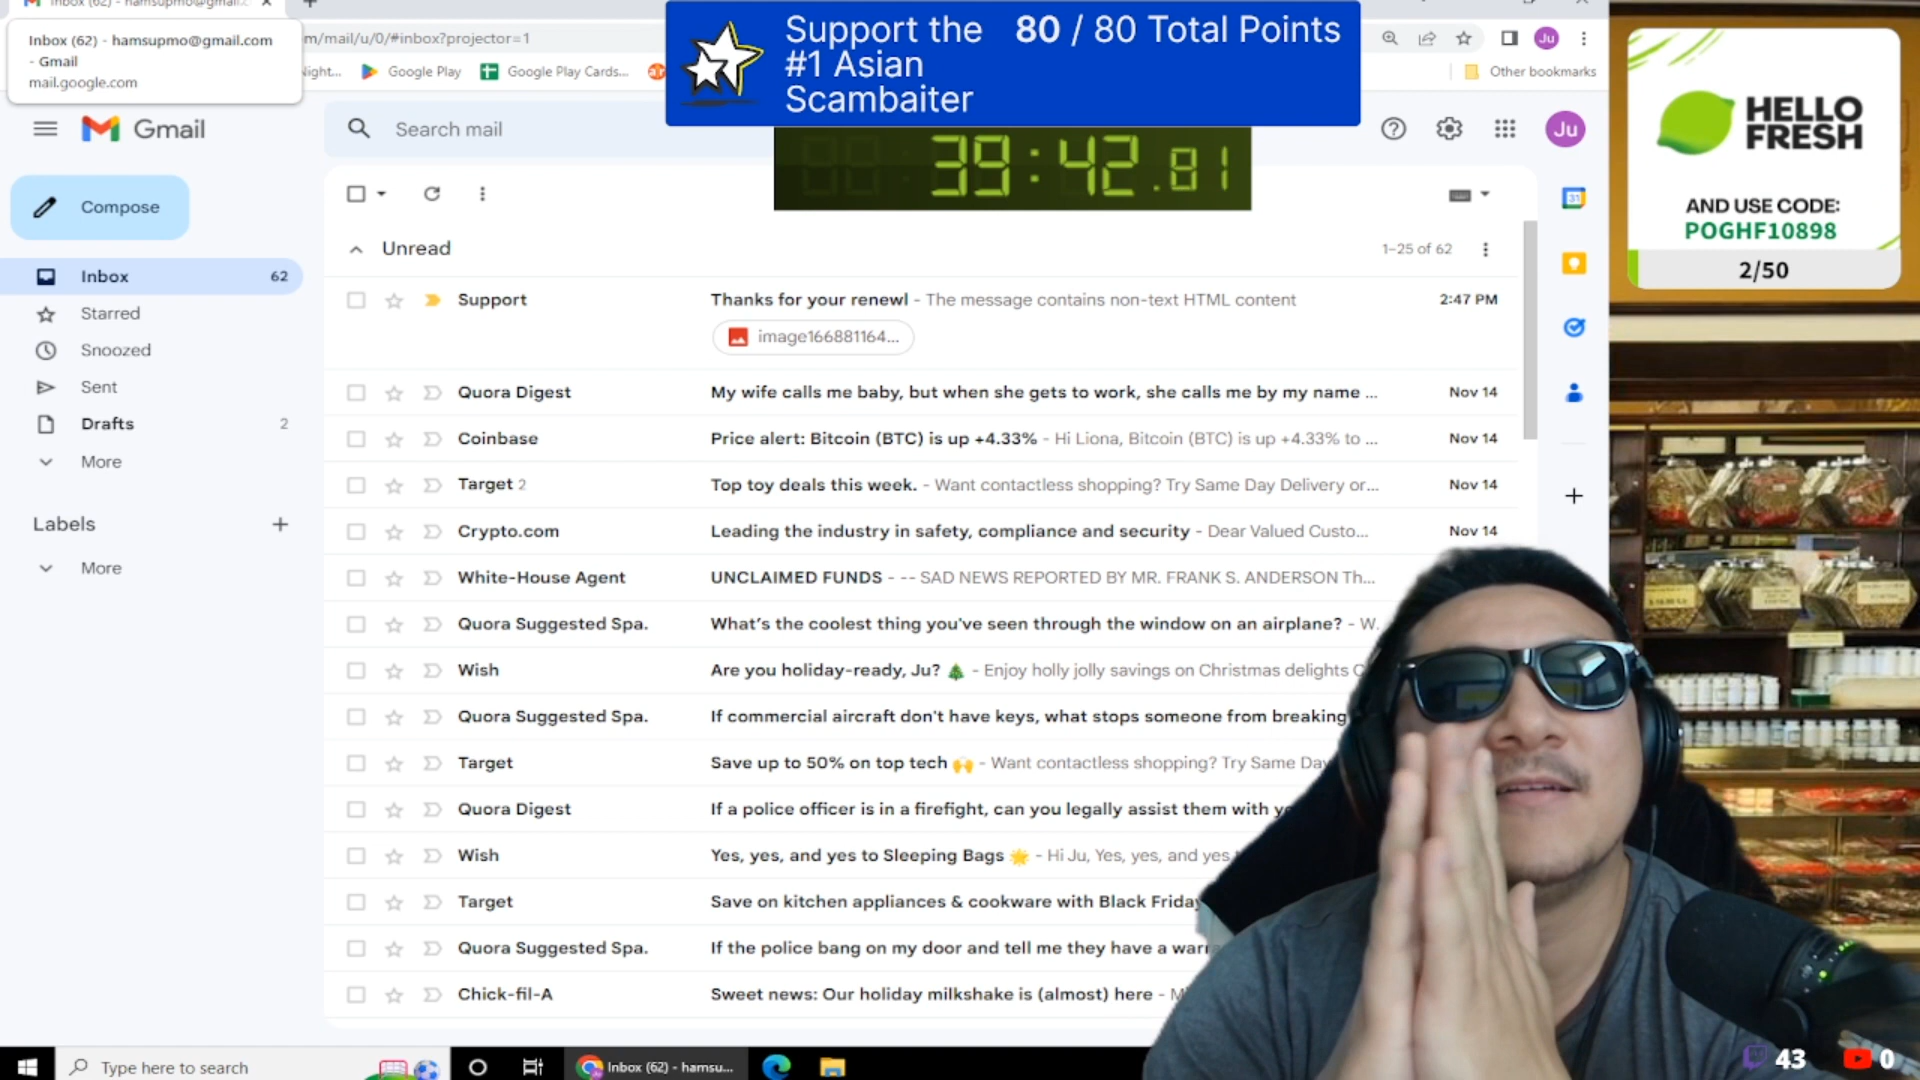 Inbox (62) - hamsupmo@gmail.c
Inbox (62) - hamsupmo@gmail.com
- Gmail
mail.google.com
m/mail/u/0/#inbox?projector=1
Google Play
Google Play Cards...
Other bookmarks
Ju
Support the
#1 Asian
Scambaiter
80 / 80 Total Points
39:42.81
HELLO
FRESH
AND USE CODE:
POGHF10898
2/50
Gmail
Search mail
Ju
Compose
Inbox 62
Starred
Snoozed
Sent
Drafts 2
More
Labels
More
Unread
1–25 of 62
Support Thanks for your renewl - The message contains non-text HTML content 2:47 PM
image166881164...
Quora Digest My wife calls me baby, but when she gets to work, she calls me by my name ... Nov 14
Coinbase Price alert: Bitcoin (BTC) is up +4.33% - Hi Liona, Bitcoin (BTC) is up +4.33% to ... Nov 14
Target 2 Top toy deals this week. - Want contactless shopping? Try Same Day Delivery or... Nov 14
Crypto.com Leading the industry in safety, compliance and security - Dear Valued Custo... Nov 14
White-House Agent UNCLAIMED FUNDS - -- SAD NEWS REPORTED BY MR. FRANK S. ANDERSON Th...
Quora Suggested Spa. What's the coolest thing you've seen through the window on an airplane? - W.
Wish Are you holiday-ready, Ju? 🎄 - Enjoy holly jolly savings on Christmas delights
Quora Suggested Spa. If commercial aircraft don't have keys, what stops someone from breaking
Target Save up to 50% on top tech 🙌 - Want contactless shopping? Try Same Day
Quora Digest If a police officer is in a firefight, can you legally assist them with
Wish Yes, yes, and yes to Sleeping Bags 🌟 - Hi Ju, Yes, yes, and yes
Target Save on kitchen appliances & cookware with Black Friday
Quora Suggested Spa. If the police bang on my door and tell me they have a
Chick-fil-A Sweet news: Our holiday milkshake is (almost) here -
Type here to search
Inbox (62) - hamsu...
43
0